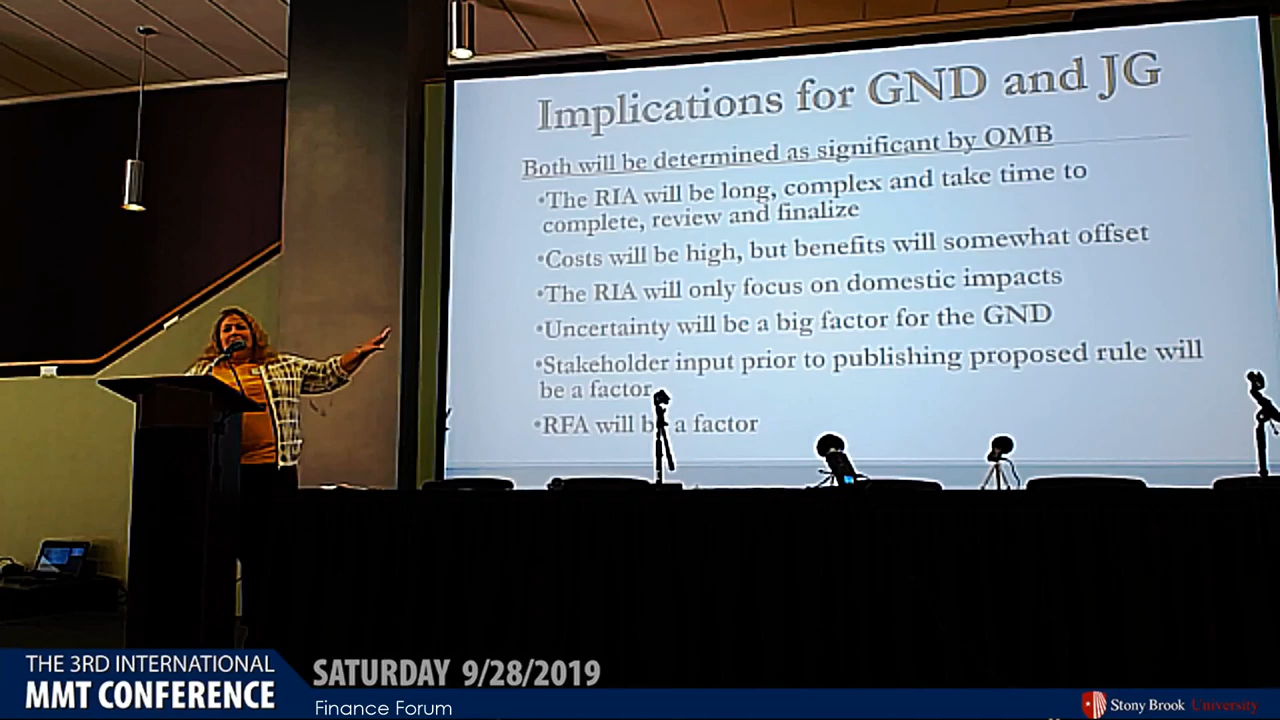 Implications for GND and JG
Both will be determined as significant by OMB
•The RIA will be long, complex and take time to
complete, review and finalize
•Costs will be high, but benefits will somewhat offset
•The RIA will only focus on domestic impacts
•Uncertainty will be a big factor for the GND
•Stakeholder input prior to publishing proposed rule will
be a factor
•RFA will be a factor
THE 3RD INTERNATIONAL
MMT CONFERENCE
SATURDAY 9/28/2019
Finance Forum
Stony Brook University